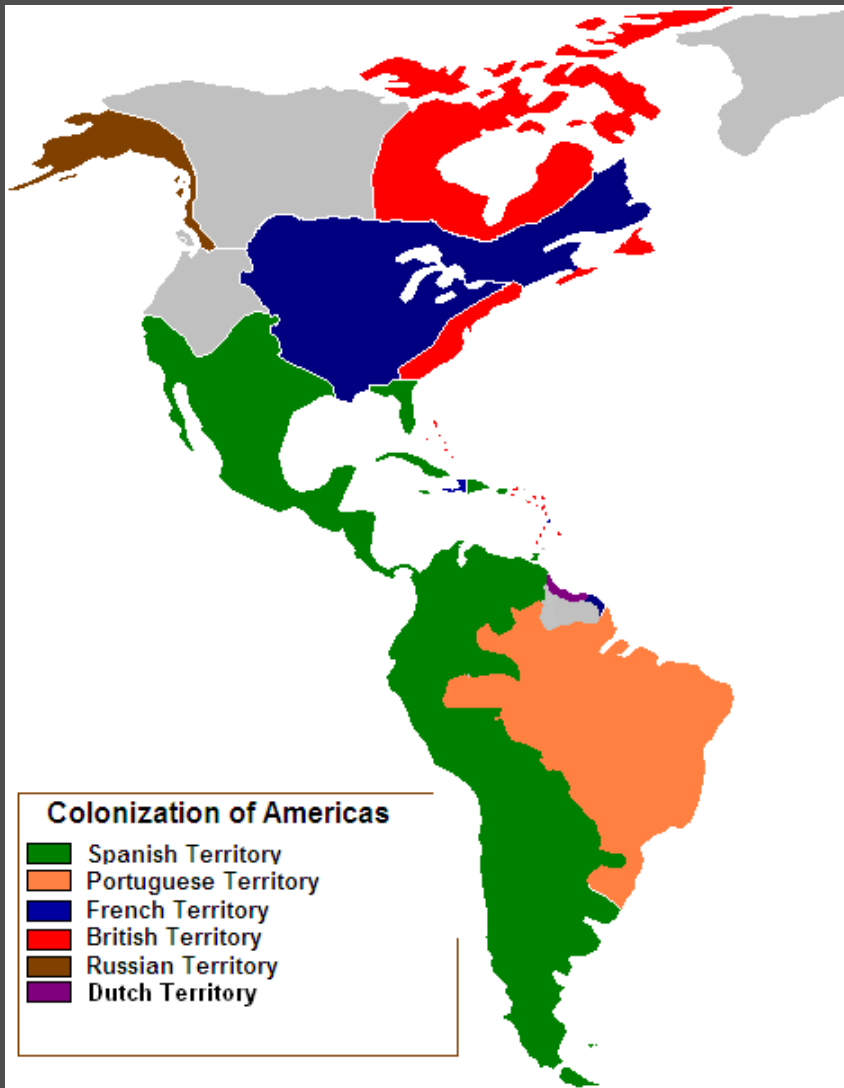 Colonization of Americas
Spanish Territory
Portuguese Territory
French Territory
British Territory
Russian Territory
Dutch Territory